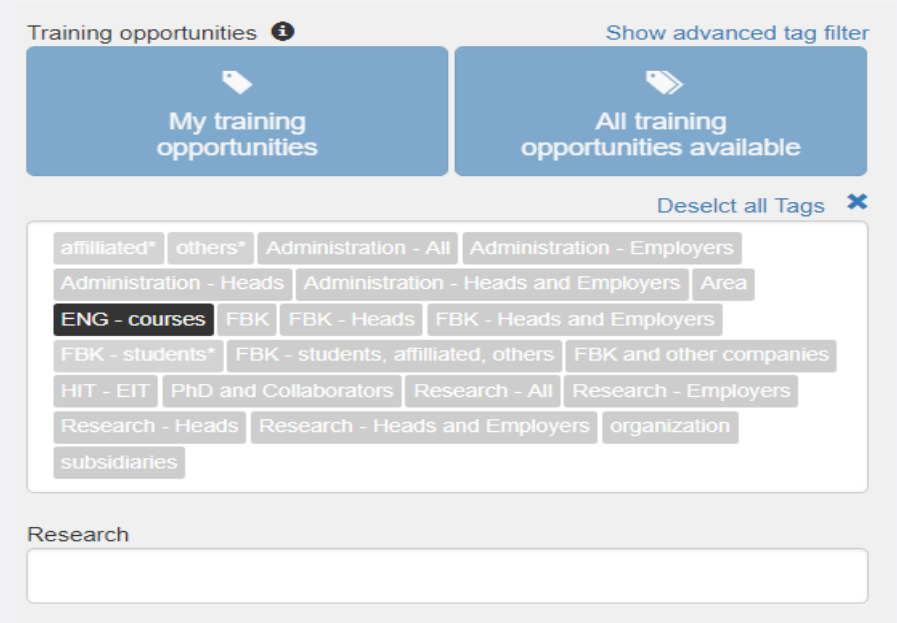 Training opportunities
Show advanced tag filter
My training
opportunities
All training
opportunities available
Deselct all Tags
affilliated* others* Administration - All Administration - Employers
Administration - Heads Administration - Heads and Employers Area
ENG - courses FBK FBK - Heads FBK - Heads and Employers
FBK - students* FBK - students, affilliated, others FBK and other companies
HIT - EIT PhD and Collaborators Research - All Research - Employers
Research - Heads Research - Heads and Employers organization
subsidiaries
Research